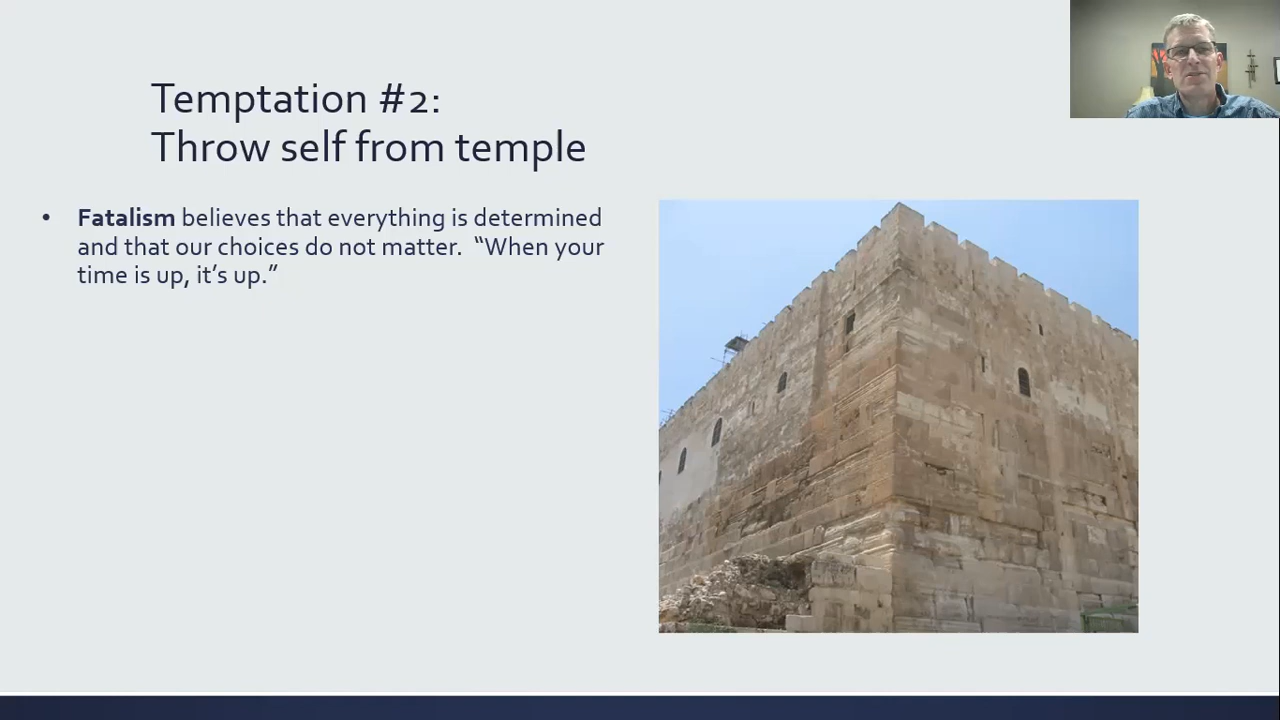 Temptation #2:
Throw self from temple
• Fatalism believes that everything is determined
and that our choices do not matter.  “When your
time is up, it’s up.”